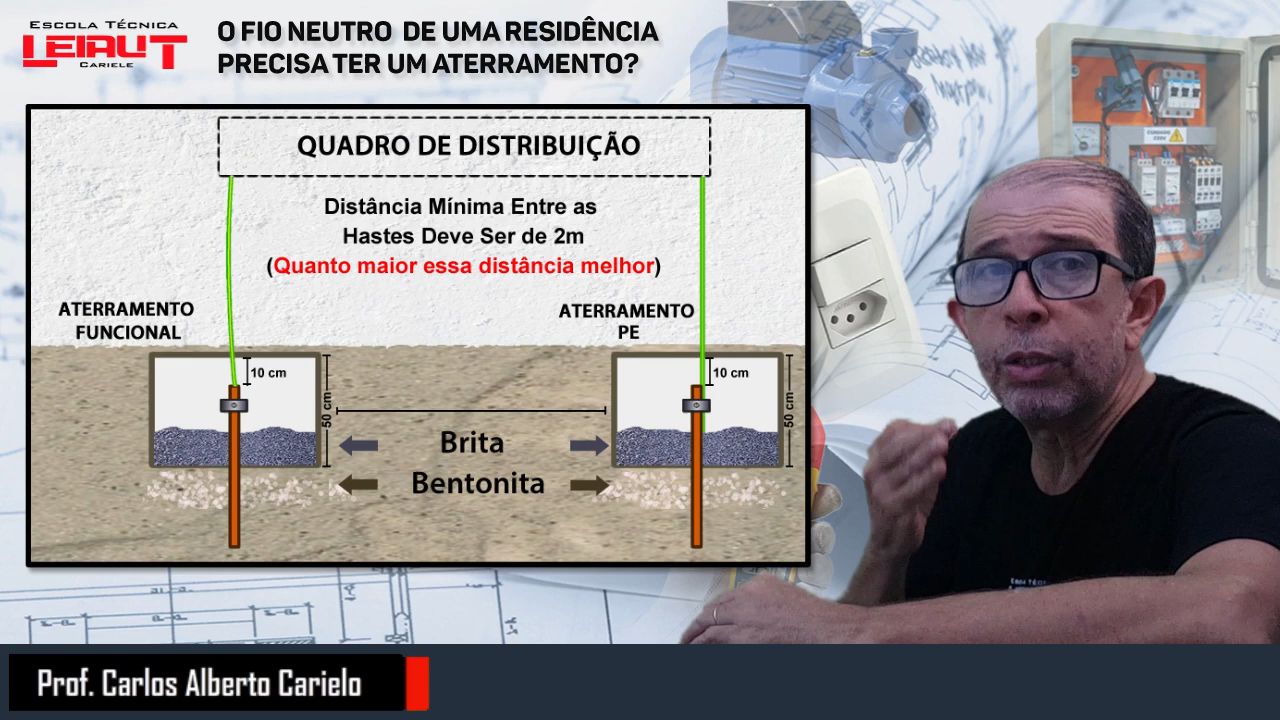 ESCOLA TÉCNICA
LEIAUT
CARIELE
O FIO NEUTRO DE UMA RESIDÊNCIA
PRECISA TER UM ATERRAMENTO?
QUADRO DE DISTRIBUIÇÃO
Distância Mínima Entre as
Hastes Deve Ser de 2m
(Quanto maior essa distância melhor)
ATERRAMENTO
FUNCIONAL
ATERRAMENTO
PE
10 cm
50 cm
10 cm
50 cm
Brita
Bentonita
Prof. Carlos Alberto Carielo